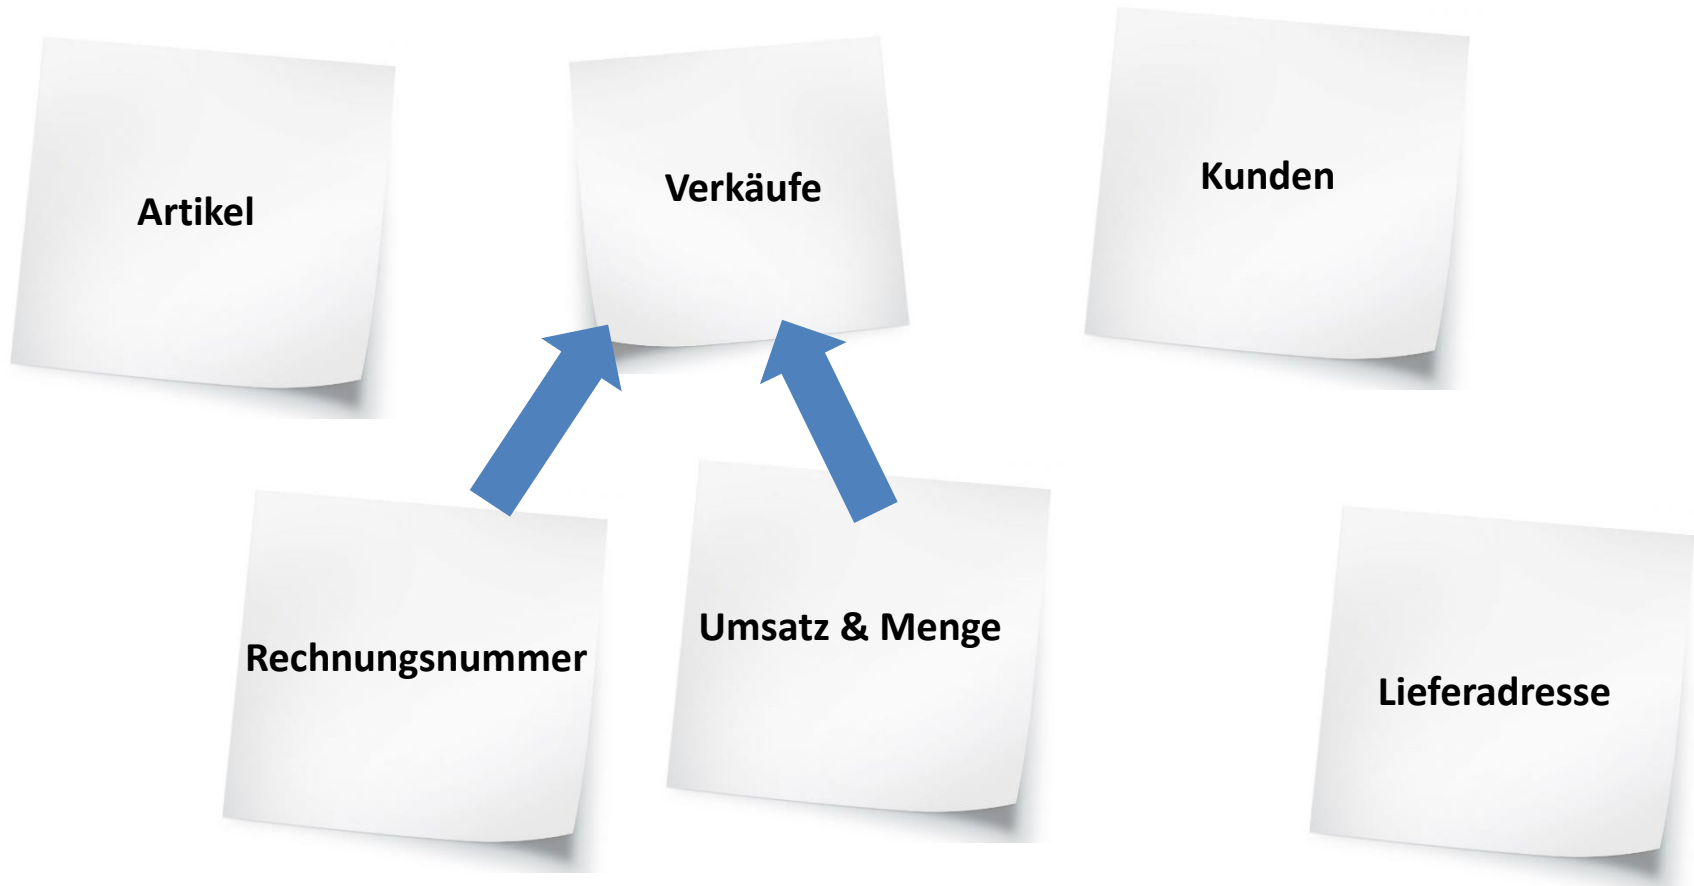 Artikel
Verkäufe
Kunden
Rechnungsnummer
Umsatz & Menge
Lieferadresse